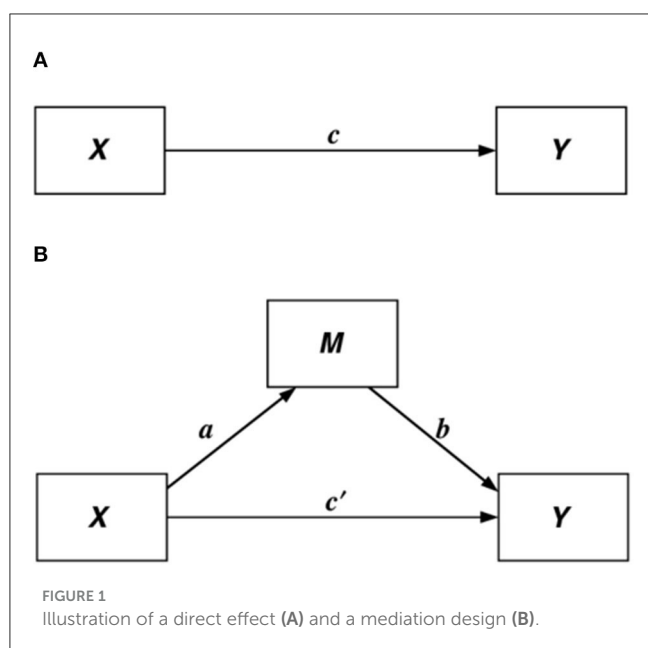 A
X
c
Y
B
M
a
b
X
c′
Y
FIGURE 1
Illustration of a direct effect (A) and a mediation design (B).